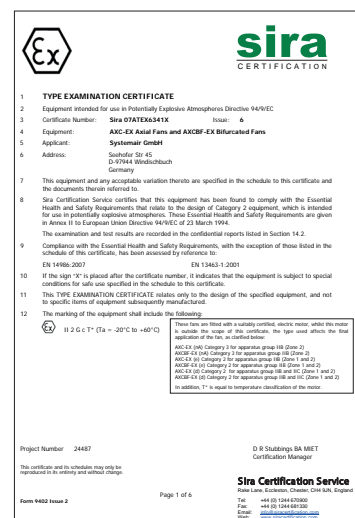 sira
CERTIFICATION
1 TYPE EXAMINATION CERTIFICATE
2 Equipment intended for use in Potentially Explosive Atmospheres Directive 94/9/EC
3 Certificate Number: Sira 07ATEX6341X Issue: 6
4 Equipment: AXC-EX Axial Fans and AXCBF-EX Bifurcated Fans
5 Applicant: Systemair GmbH
6 Address: Seehofer Str 45
D-97944 Windischbuch
Germany
7 This equipment and any acceptable variation thereto are specified in the schedule to this certificate and
the documents therein referred to.
8 Sira Certification Service certifies that this equipment has been found to comply with the Essential
Health and Safety Requirements that relate to the design of Category 2 equipment, which is intended
for use in potentially explosive atmospheres. These Essential Health and Safety Requirements are given
in Annex II to European Union Directive 94/9/EC of 23 March 1994.
The examination and test results are recorded in the confidential reports listed in Section 14.2.
9 Compliance with the Essential Health and Safety Requirements, with the exception of those listed in the
schedule of this certificate, has been assessed by reference to:
EN 14986:2007 EN 13463-1:2001
10 If the sign "X" is placed after the certificate number, it indicates that the equipment is subject to special
conditions for safe use specified in the schedule to this certificate.
11 This TYPE EXAMINATION CERTIFICATE relates only to the design of the specified equipment, and not
to specific items of equipment subsequently manufactured.
12 The marking of the equipment shall include the following:
II 2 G c T* (Ta = -20°C to +60°C)
These fans are fitted with a suitably certified, electric motor, whilst this motor
is outside the scope of this certificate, the type used affects the final
application of the fan, as clarified below:
AXC-EX (nA) Category 3 for apparatus group IIB (Zone 2)
AXCBF-EX (nA) Category 3 for apparatus group IIB (Zone 2)
AXC-EX (e) Category 2 for apparatus group IIB (Zone 1 and Zone 2)
AXCBF-EX (e) Category 2 for apparatus group IIB (Zone 1 and Zone 2)
AXC-EX (d) Category 2 for apparatus group IIB and IIC (Zone 1 and Zone 2)
AXCBF-EX (d) Category 2 for apparatus group IIB and IIC (Zone 1 and Zone 2)
In addition, T* is equal to temperature classification of the motor.
Project Number 24487
D R Stubbings BA MIET
Certification Manager
This certificate and its schedules may only be
reproduced in its entirety and without change.
Sira Certification Service
Rake Lane, Eccleston, Chester, CH4 9JN, England
Page 1 of 6
Form 9402 Issue 2
Tel: +44 (0) 1244 670900
Fax: +44 (0) 1244 681330
Email: info@siracertification.com
Web: www.siracertification.com